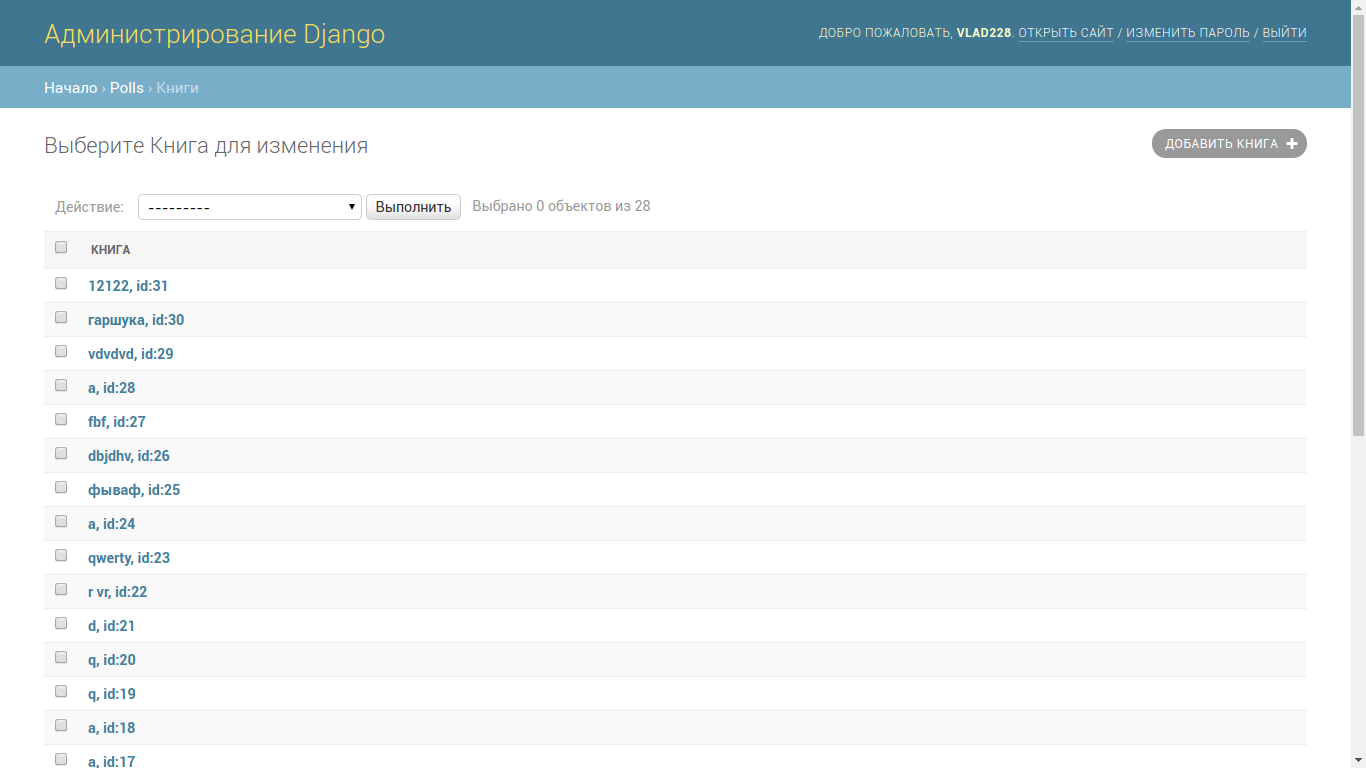 Администрирование Django
ДОБРО ПОЖАЛОВАТЬ, VLAD228. ОТКРЫТЬ САЙТ / ИЗМЕНИТЬ ПАРОЛЬ / ВЫЙТИ
Начало › Polls › Книги
Выберите Книга для изменения
ДОБАВИТЬ КНИГА
Действие: --------- Выполнить Выбрано 0 объектов из 28
КНИГА
12122, id:31
гаршука, id:30
vdvdvd, id:29
a, id:28
fbf, id:27
dbjdhv, id:26
фываф, id:25
a, id:24
qwerty, id:23
r vr, id:22
d, id:21
q, id:20
q, id:19
a, id:18
a, id:17